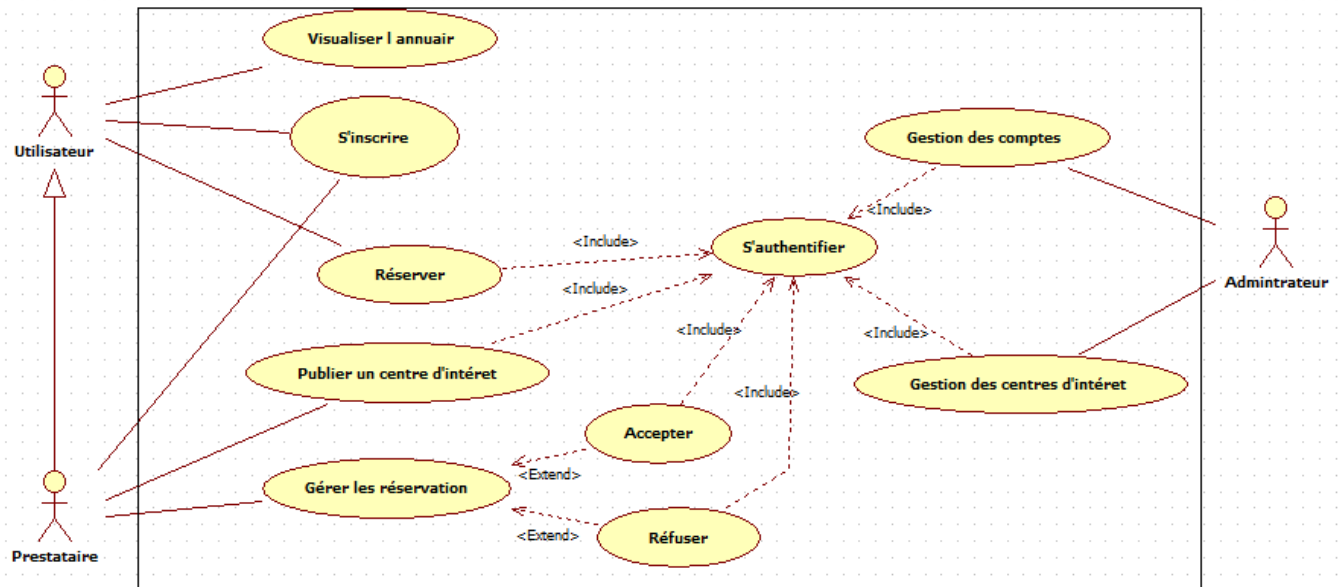 Visualiser l annuair
Utilisateur
S'inscrire
Gestion des comptes
<Include>
S'authentifier
<Include>
Réserver
<Include>
Admintrateur
<Include>
<Include>
Publier un centre d'intéret
Gestion des centres d'intéret
<Include>
Accepter
<Extend>
Gérer les réservation
<Extend>
Réfuser
Prestataire